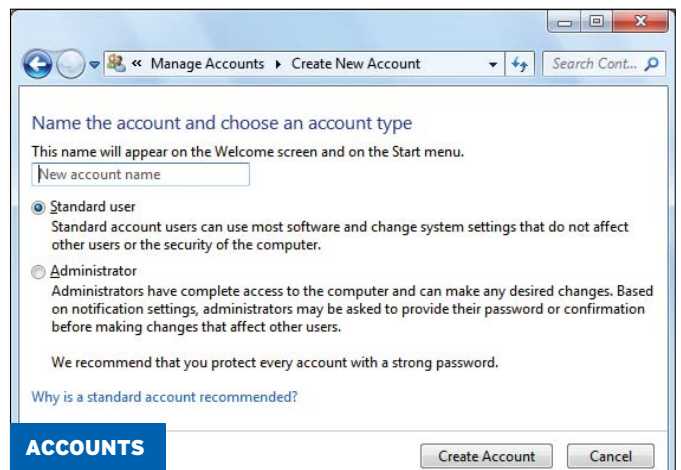 « Manage Accounts ▸ Create New Account
Search Cont...
Name the account and choose an account type
This name will appear on the Welcome screen and on the Start menu.
New account name
Standard user
Standard account users can use most software and change system settings that do not affect
other users or the security of the computer.
Administrator
Administrators have complete access to the computer and can make any desired changes. Based
on notification settings, administrators may be asked to provide their password or confirmation
before making changes that affect other users.
We recommend that you protect every account with a strong password.
Why is a standard account recommended?
ACCOUNTS
Create Account
Cancel